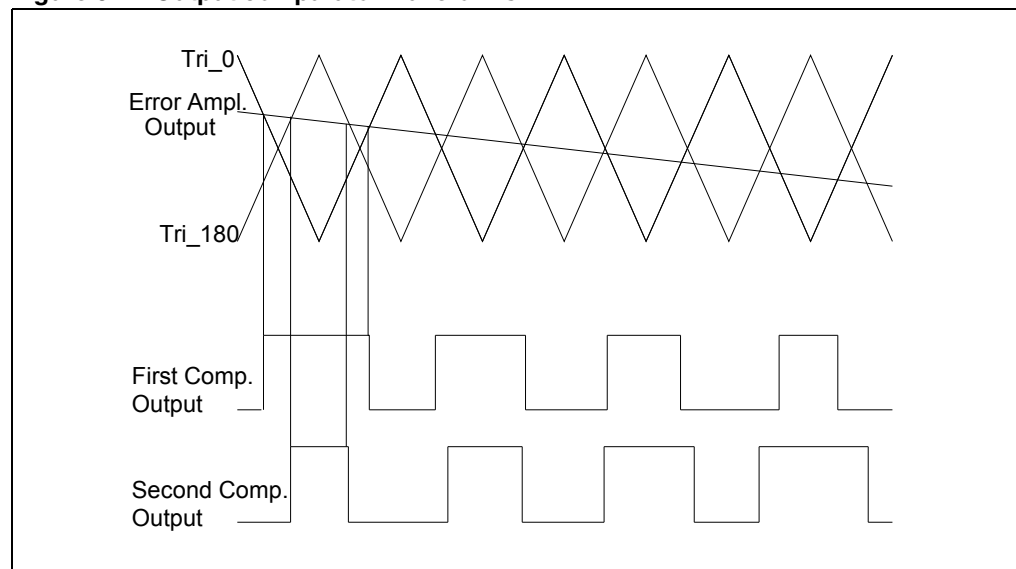 Tri_0
Error Ampl.
Output
Tri_180
First Comp.
Output
Second Comp.
Output